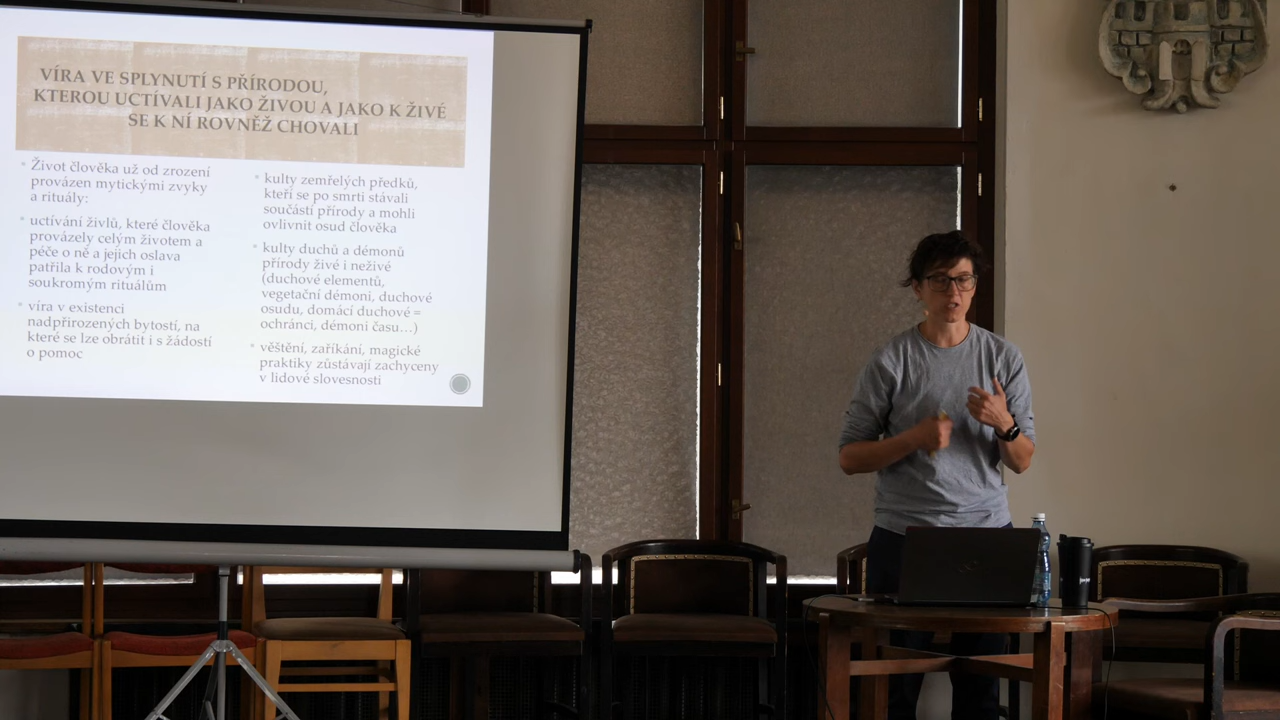 VÍRA VE SPLYNUTÍ S PŘÍRODOU,
KTEROU UCTÍVALI JAKO ŽIVOU A JAKO K ŽIVÉ
SE K NÍ ROVNĚŽ CHOVALI
Život člověka už od zrození
provázen mytickými zvyky
a rituály:
uctívání živlů, které člověka
provázely celým životem a
péče o ně a jejich oslava
patřila k rodovým i
soukromým rituálům
víra v existenci
nadpřirozených bytostí, na
které se lze obrátit i s žádostí
o pomoc
kulty zemřelých předků,
kteří se po smrti stávali
součástí přírody a mohli
ovlivnit osud člověka
kulty duchů a démonů
přírody živé i neživé
(duchové elementů,
vegetační démoni, duchové
osudu, domácí duchové =
ochránci, démoni času…)
věštění, zaříkání, magické
praktiky zůstávají zachyceny
v lidové slovesnosti